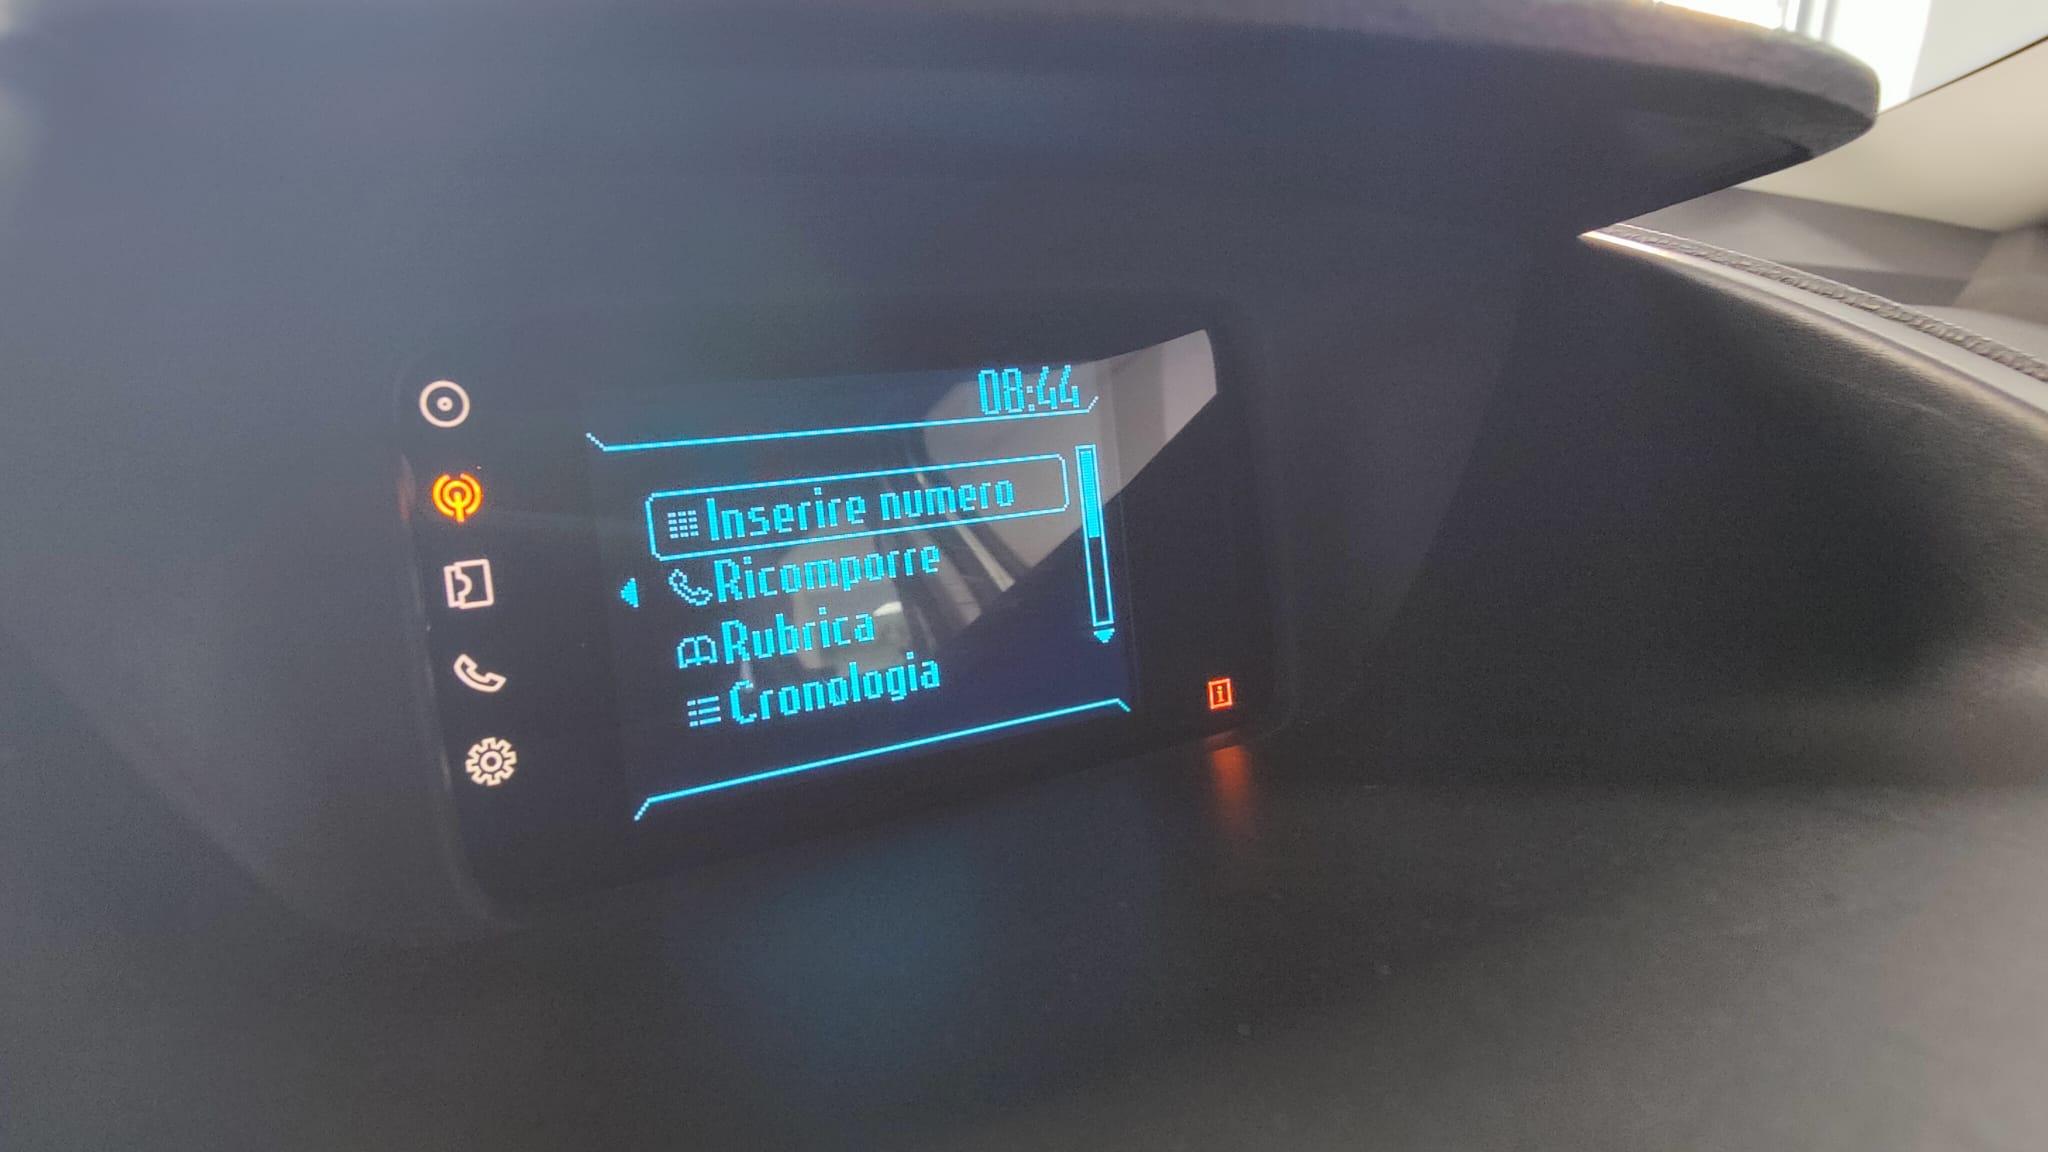 08:44
Inserire numero
Ricomporre
Rubrica
Cronologia